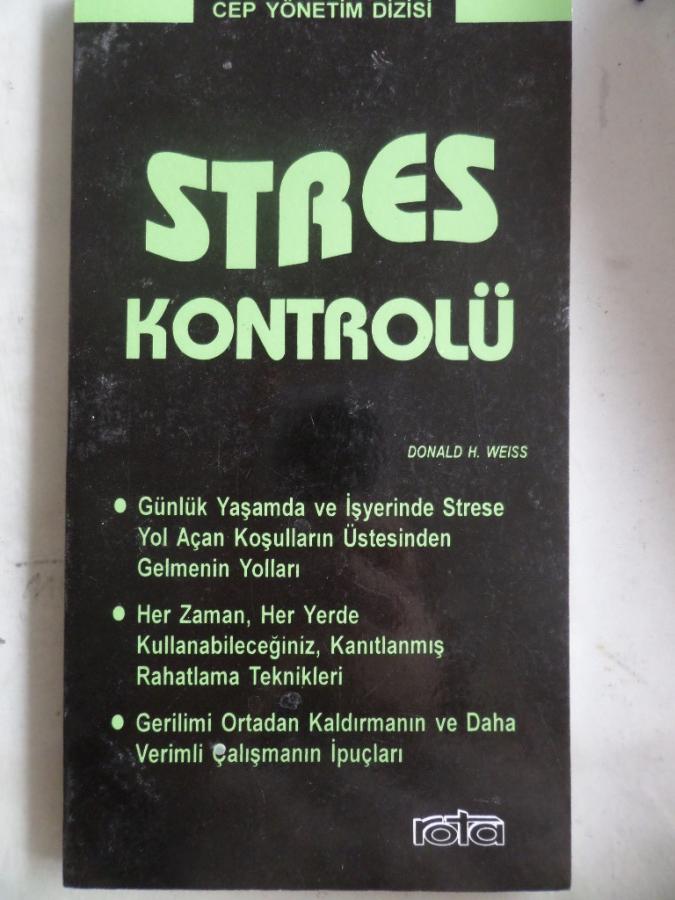 CEP YÖNETİM DİZİSİ
STRES
KONTROLÜ
DONALD H. WEISS
• Günlük Yaşamda ve İşyerinde Strese
Yol Açan Koşulların Üstesinden
Gelmenin Yolları
• Her Zaman, Her Yerde
Kullanabileceğiniz, Kanıtlanmış
Rahatlama Teknikleri
• Gerilimi Ortadan Kaldırmanın ve Daha
Verimli Çalışmanın İpuçları
rota